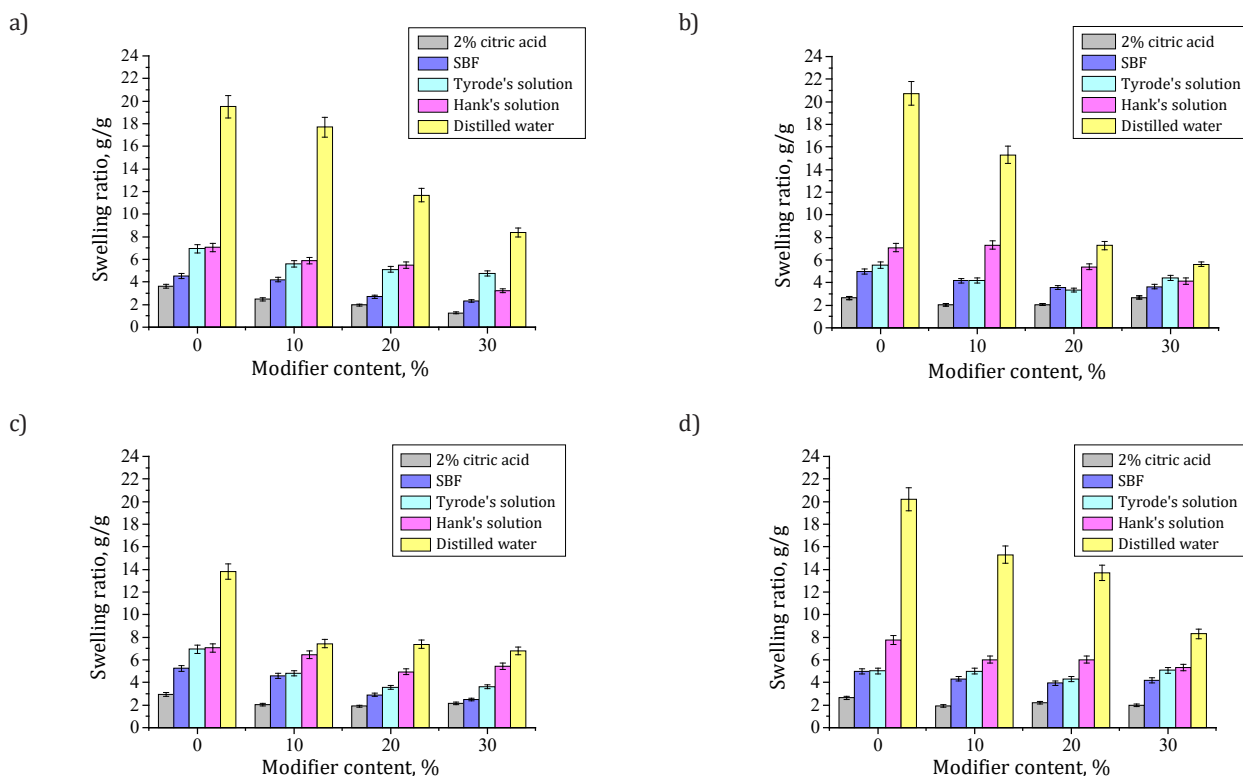 a)
24
22
20
18
16
14
12
10
8
6
4
2
0
Swelling ratio, g/g
2% citric acid
SBF
Tyrode's solution
Hank's solution
Distilled water
0 10 20 30
Modifier content, %
b)
24
22
20
18
16
14
12
10
8
6
4
2
0
Swelling ratio, g/g
2% citric acid
SBF
Tyrode's solution
Hank's solution
Distilled water
0 10 20 30
Modifier content, %
c)
24
22
20
18
16
14
12
10
8
6
4
2
0
Swelling ratio, g/g
2% citric acid
SBF
Tyrode's solution
Hank's solution
Distilled water
0 10 20 30
Modifier content, %
d)
24
22
20
18
16
14
12
10
8
6
4
2
0
Swelling ratio, g/g
2% citric acid
SBF
Tyrode's solution
Hank's solution
Distilled water
0 10 20 30
Modifier content, %